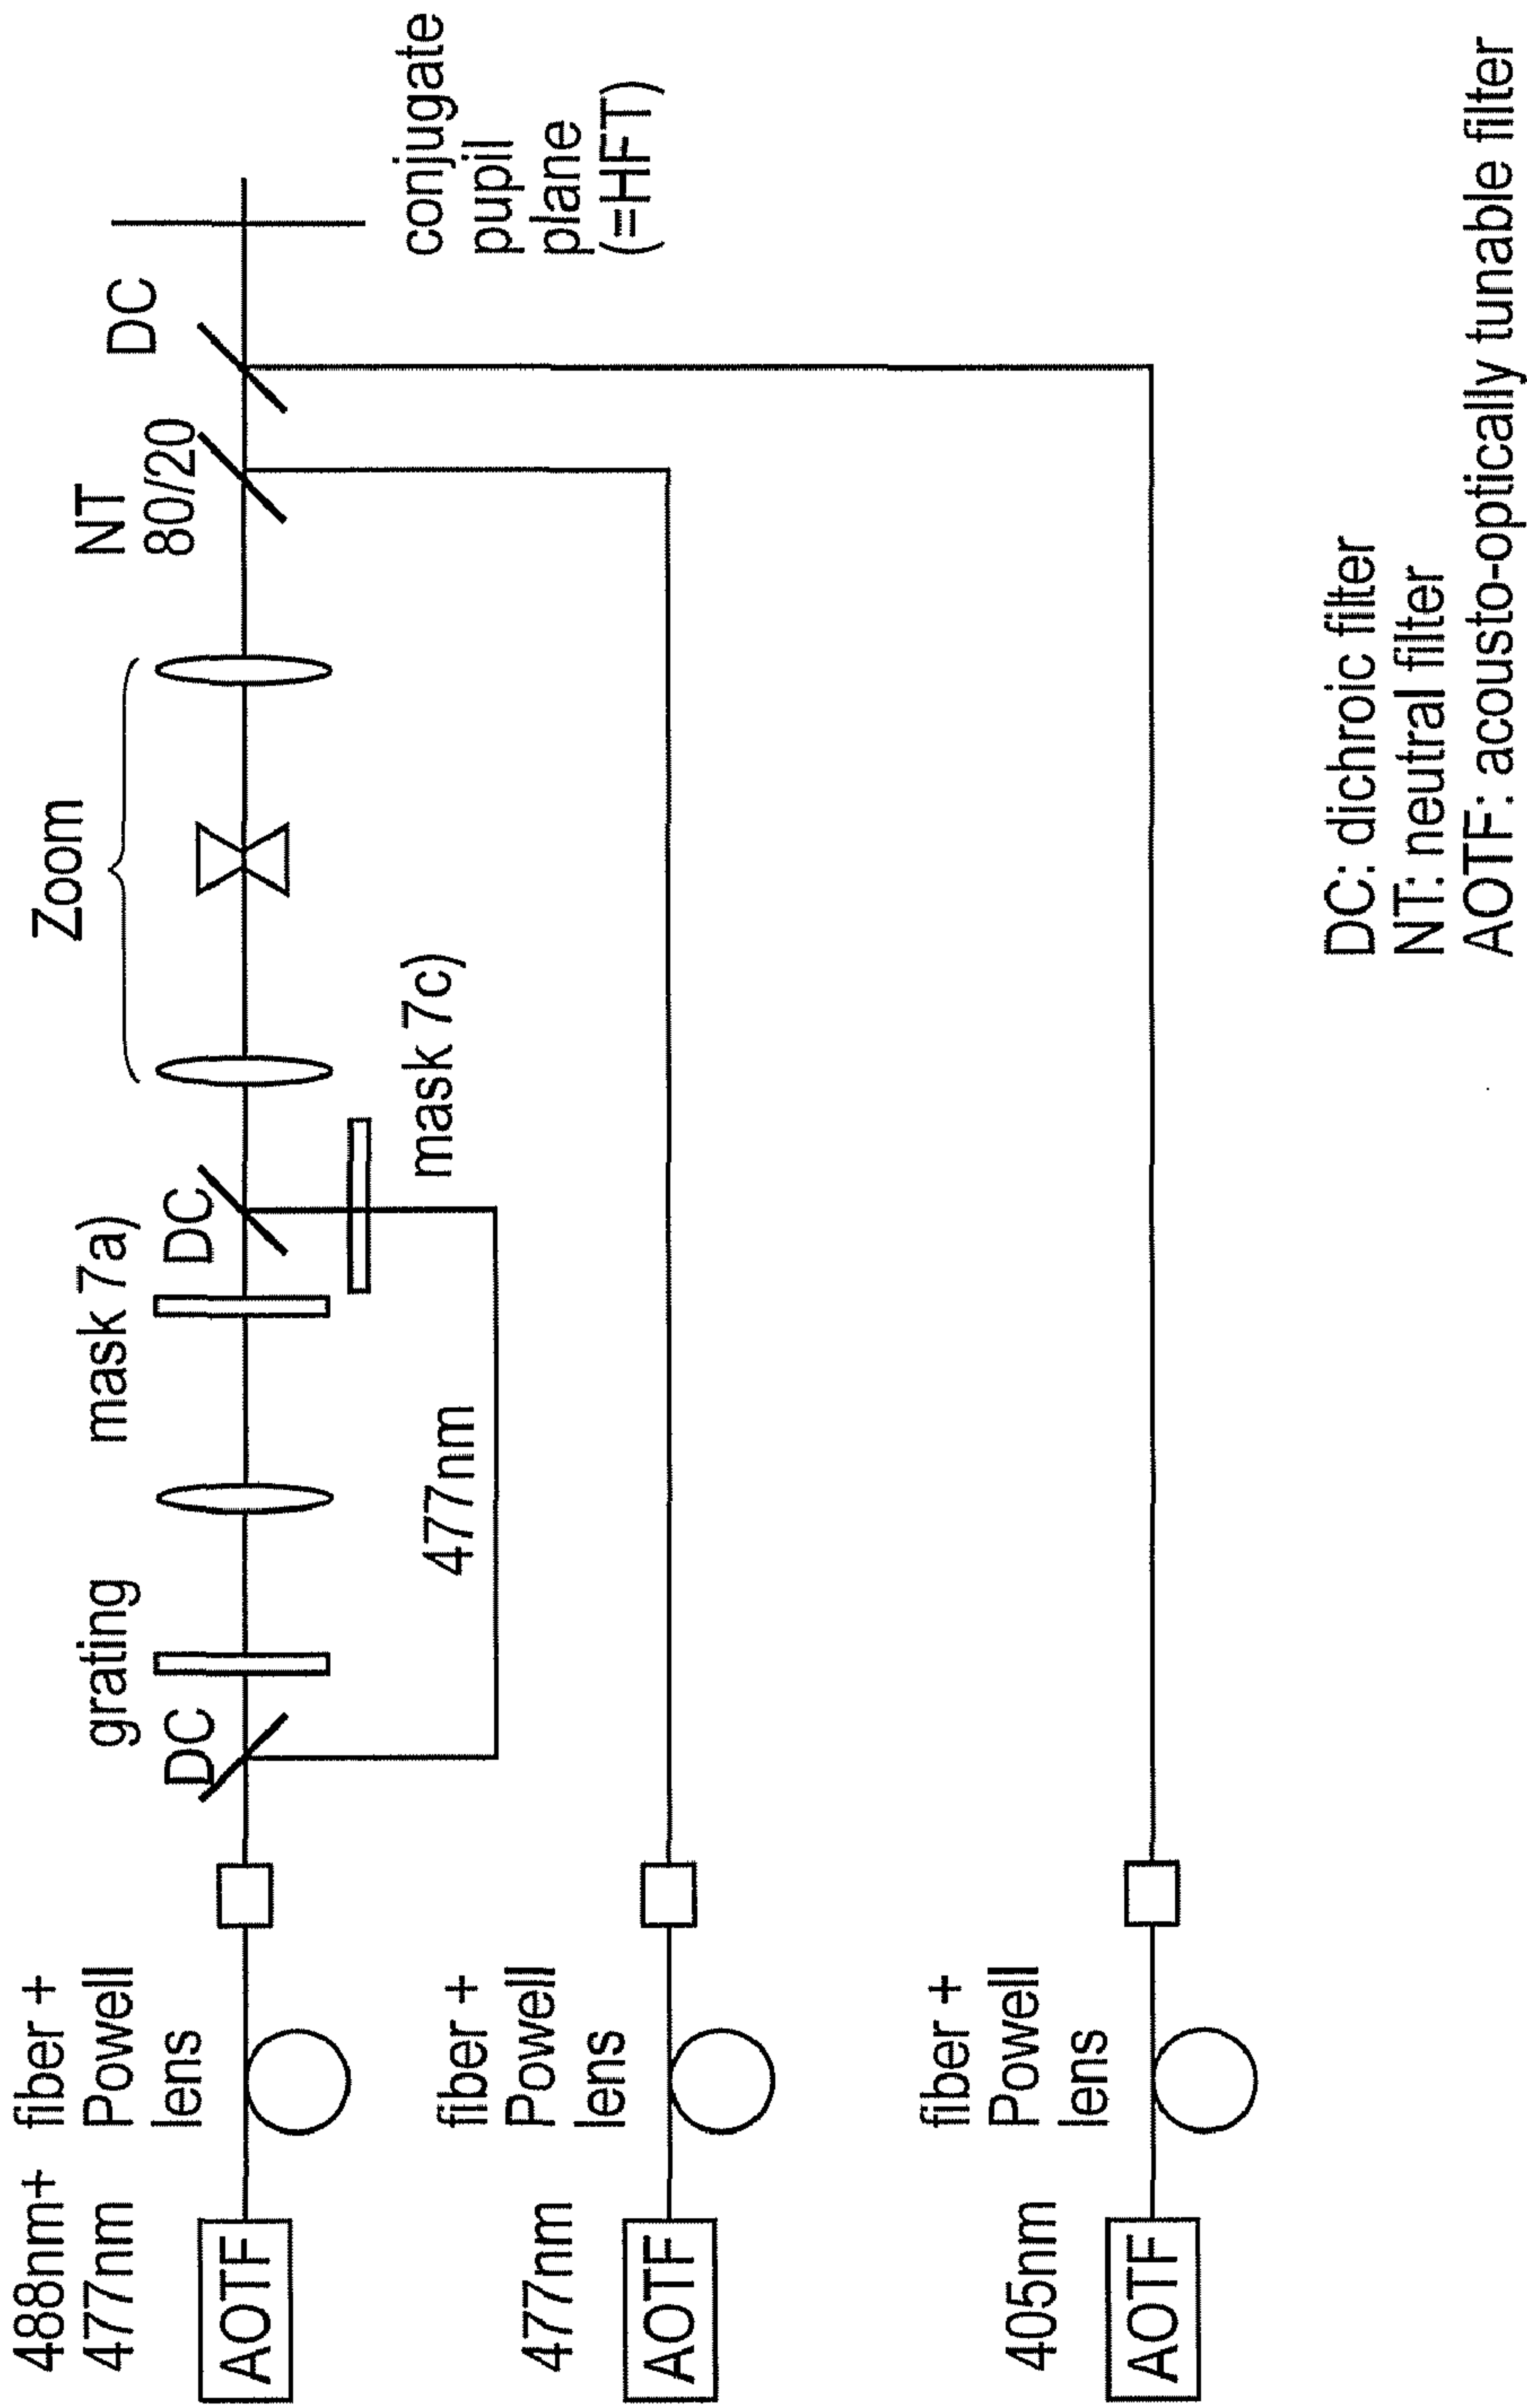 488nm+
477nm
fiber +
Powell
lens
AOTF
DC
grating
477nm
mask 7a)
DC
mask 7c)
Zoom
NT
80/20
DC
conjugate
pupil
plane
(=HFT)
477nm
fiber +
Powell
lens
AOTF
405nm
fiber +
Powell
lens
AOTF
DC: dichroic filter
NT: neutral filter
AOTF: acousto-optically tunable filter